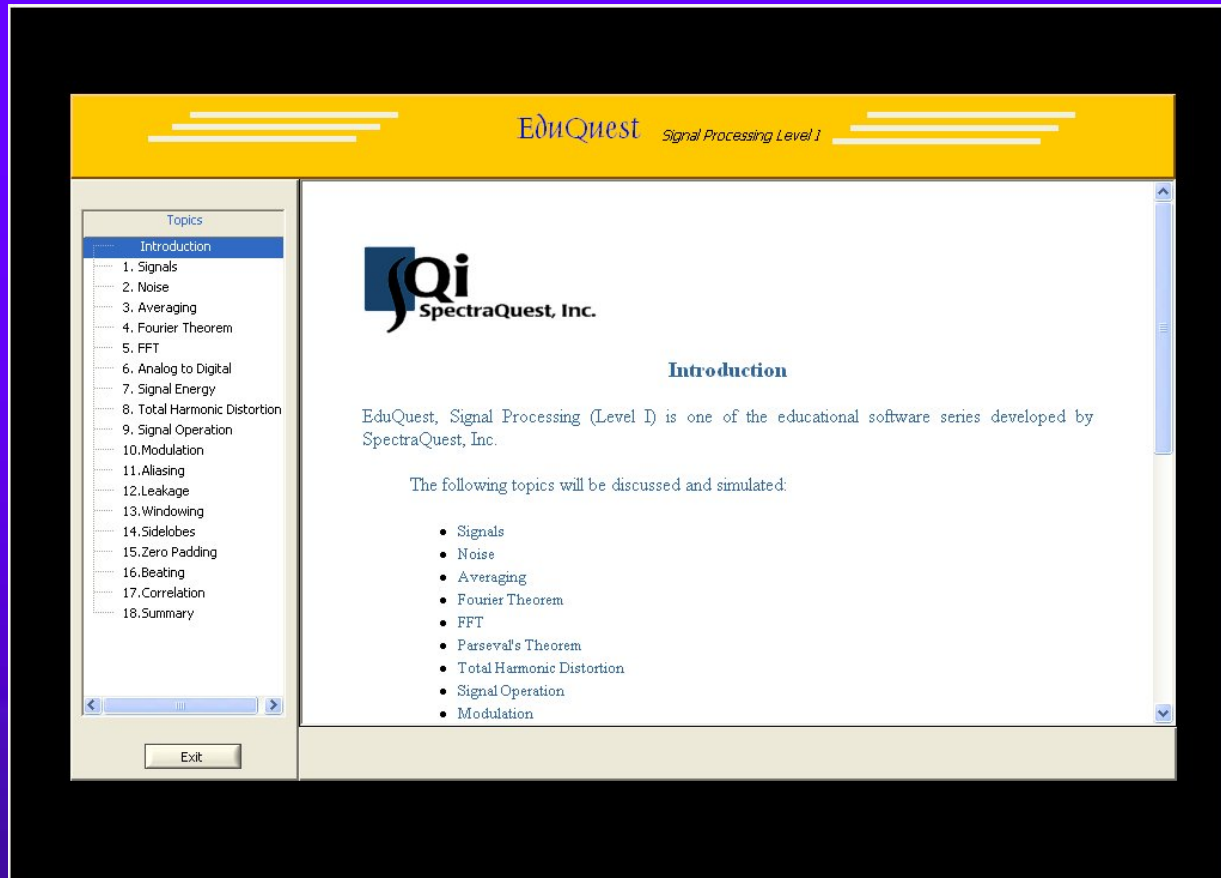 EduQuest Signal Processing Level I
Topics
Introduction
1. Signals
2. Noise
3. Averaging
4. Fourier Theorem
5. FFT
6. Analog to Digital
7. Signal Energy
8. Total Harmonic Distortion
9. Signal Operation
10.Modulation
11.Aliasing
12.Leakage
13.Windowing
14.Sidelobes
15.Zero Padding
16.Beating
17.Correlation
18.Summary
Exit
SQi
SpectraQuest, Inc.
Introduction
EduQuest, Signal Processing (Level I) is one of the educational software series developed by
SpectraQuest, Inc.
The following topics will be discussed and simulated:
• Signals
• Noise
• Averaging
• Fourier Theorem
• FFT
• Parseval's Theorem
• Total Harmonic Distortion
• Signal Operation
• Modulation